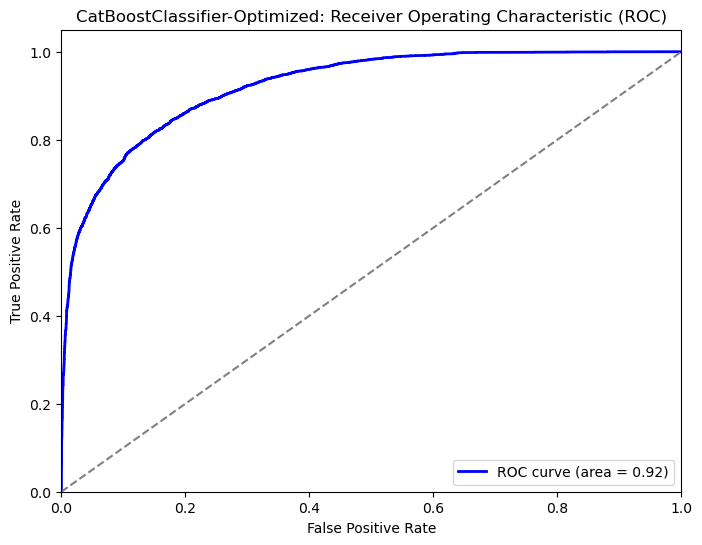 CatBoostClassifier-Optimized: Receiver Operating Characteristic (ROC)
1.0
0.8
0.6
0.4
0.2
0.0
True Positive Rate
ROC curve (area = 0.92)
0.0 0.2 0.4 0.6 0.8 1.0
False Positive Rate